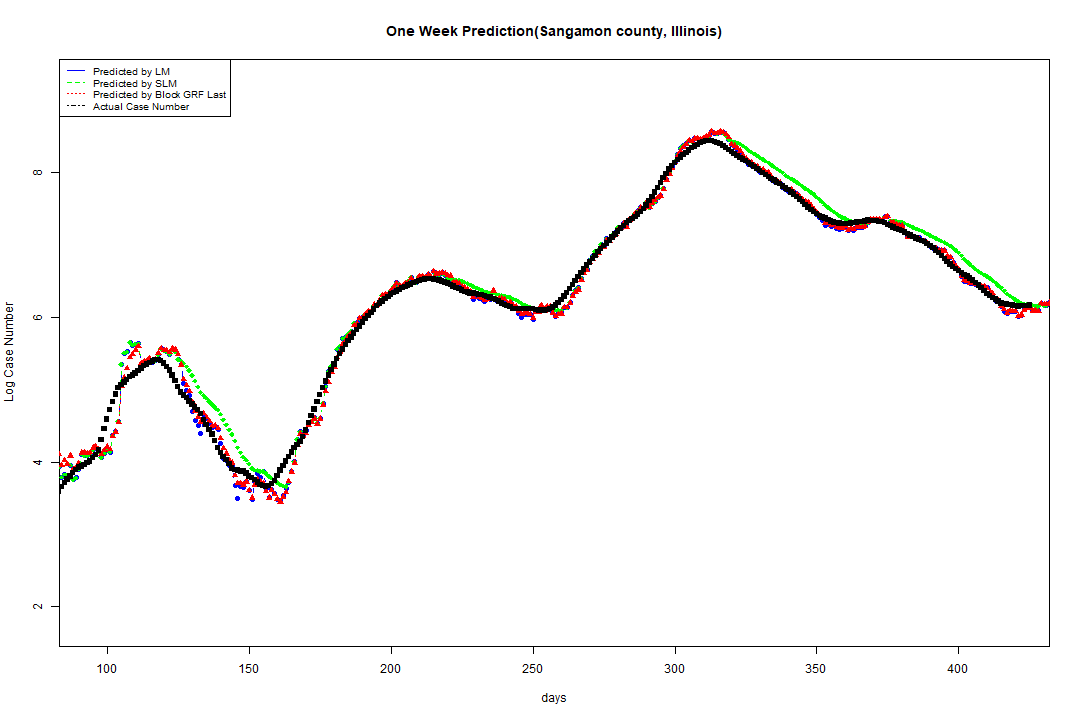 One Week Prediction(Sangamon county, Illinois)
Predicted by LM
Predicted by SLM
Predicted by Block GRF Last
Actual Case Number
8
6
4
2
Log Case Number
100 150 200 250 300 350 400
days